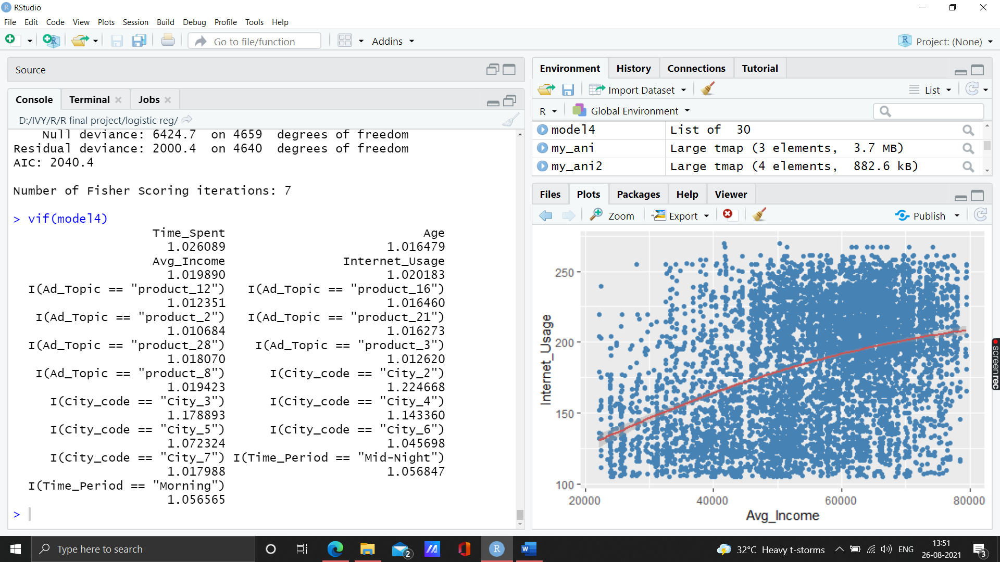 RStudio
File Edit Code View Plots Session Build Debug Profile Tools Help
Go to file/function
Addins
Project: (None)
Source
Console Terminal Jobs
D:/IVY/R/R final project/logistic reg/
Null deviance: 6424.7  on 4659  degrees of freedom
Residual deviance: 2000.4  on 4640  degrees of freedom
AIC: 2040.4
Number of Fisher Scoring iterations: 7
> vif(model4)
Time_Spent Age
1.026089 1.016479
Avg_Income Internet_Usage
1.019890 1.020183
I(Ad_Topic == "product_12") I(Ad_Topic == "product_16")
1.012351 1.016460
I(Ad_Topic == "product_2") I(Ad_Topic == "product_21")
1.010684 1.016273
I(Ad_Topic == "product_28") I(Ad_Topic == "product_3")
1.018070 1.012620
I(Ad_Topic == "product_8") I(City_code == "City_2")
1.019423 1.224668
I(City_code == "City_3") I(City_code == "City_4")
1.178893 1.143360
I(City_code == "City_5") I(City_code == "City_6")
1.072324 1.045698
I(City_code == "City_7") I(Time_Period == "Mid-Night")
1.017988 1.056847
I(Time_Period == "Morning")
1.056565
>
Environment History Connections Tutorial
Import Dataset List
R Global Environment
model4 List of  30
my_ani Large tmap (3 elements,  3.7 MB)
my_ani2 Large tmap (4 elements,  882.6 kB)
Files Plots Packages Help Viewer
Zoom Export Publish
Internet_Usage
250
200
150
100
20000 40000 60000 80000
Avg_Income
screenrec
Type here to search
2
32°C Heavy t-storms
ENG
13:51
26-08-2021
3